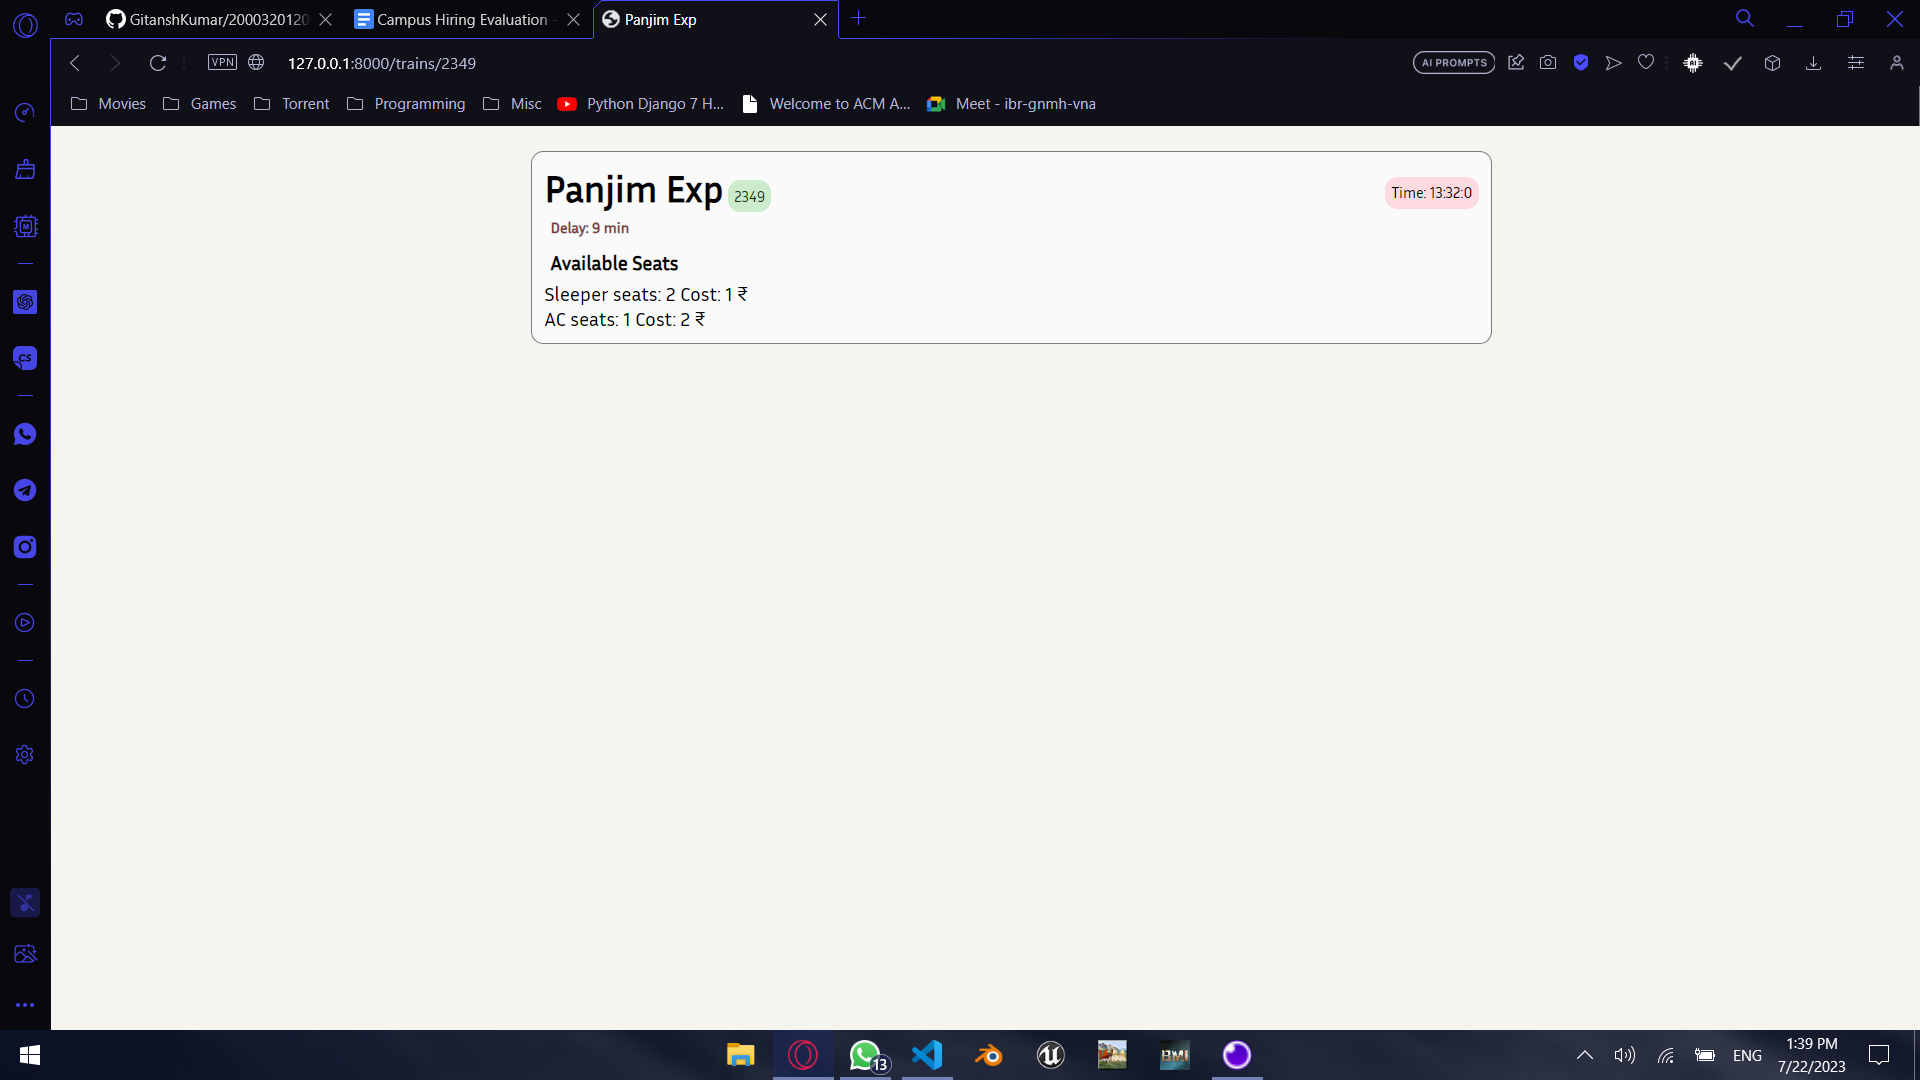 GitanshKumar/2000320120
Campus Hiring Evaluation -
Panjim Exp
VPN
127.0.0.1:8000/trains/2349
AI PROMPTS
Movies
Games
Torrent
Programming
Misc
Python Django 7 H...
Welcome to ACM A...
Meet - ibr-gnmh-vna
Panjim Exp 2349
Time: 13:32:0
Delay: 9 min
Available Seats
Sleeper seats: 2 Cost: 1 ₹
AC seats: 1 Cost: 2 ₹
M
CS
13
BMI
ENG
1:39 PM
7/22/2023